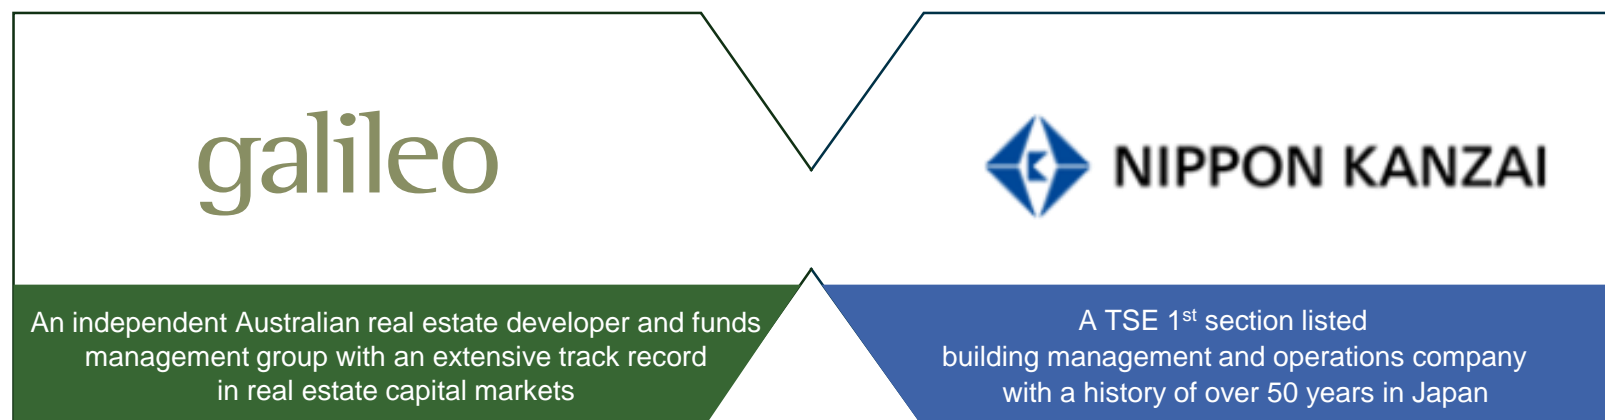 galileo
An independent Australian real estate developer and funds
management group with an extensive track record
in real estate capital markets
NIPPON KANZAI
A TSE 1st section listed
building management and operations company
with a history of over 50 years in Japan